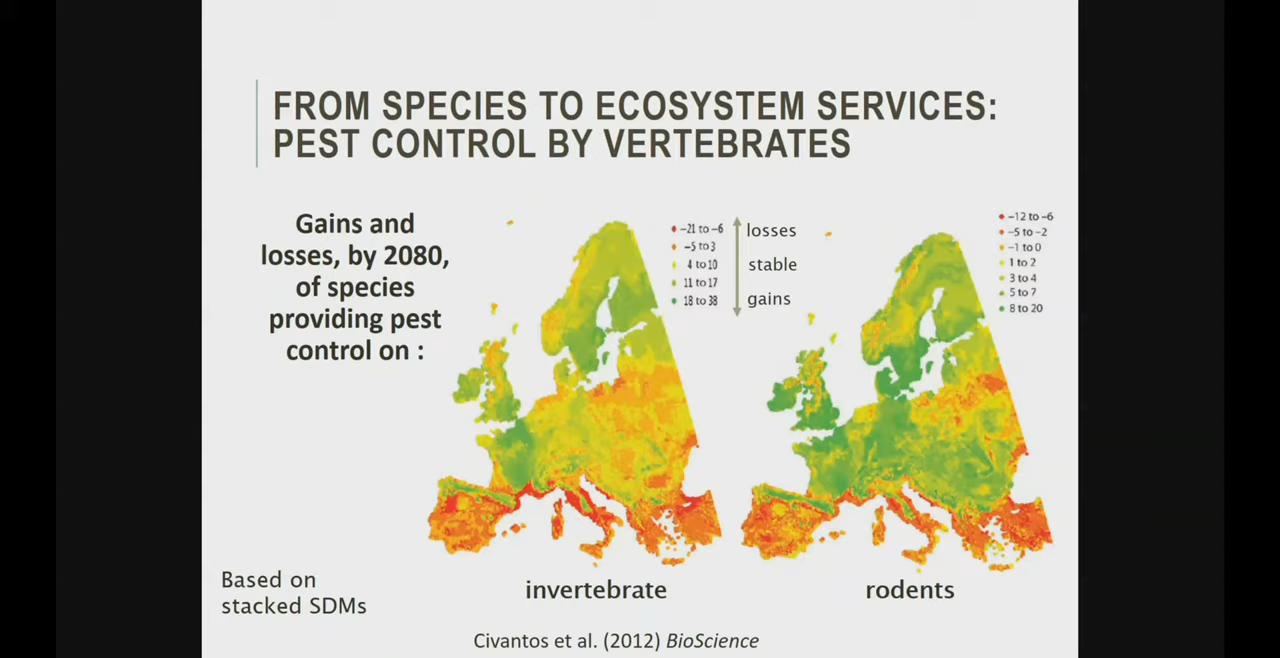 FROM SPECIES TO ECOSYSTEM SERVICES:
PEST CONTROL BY VERTEBRATES
Gains and
losses, by 2080,
of species
providing pest
control on :
-21 to -6
-5 to 3
4 to 10
11 to 17
18 to 38
losses
stable
gains
-12 to -6
-5 to -2
-1 to 0
1 to 2
3 to 4
5 to 7
8 to 20
Based on
stacked SDMs
invertebrate
rodents
Civantos et al. (2012) BioScience